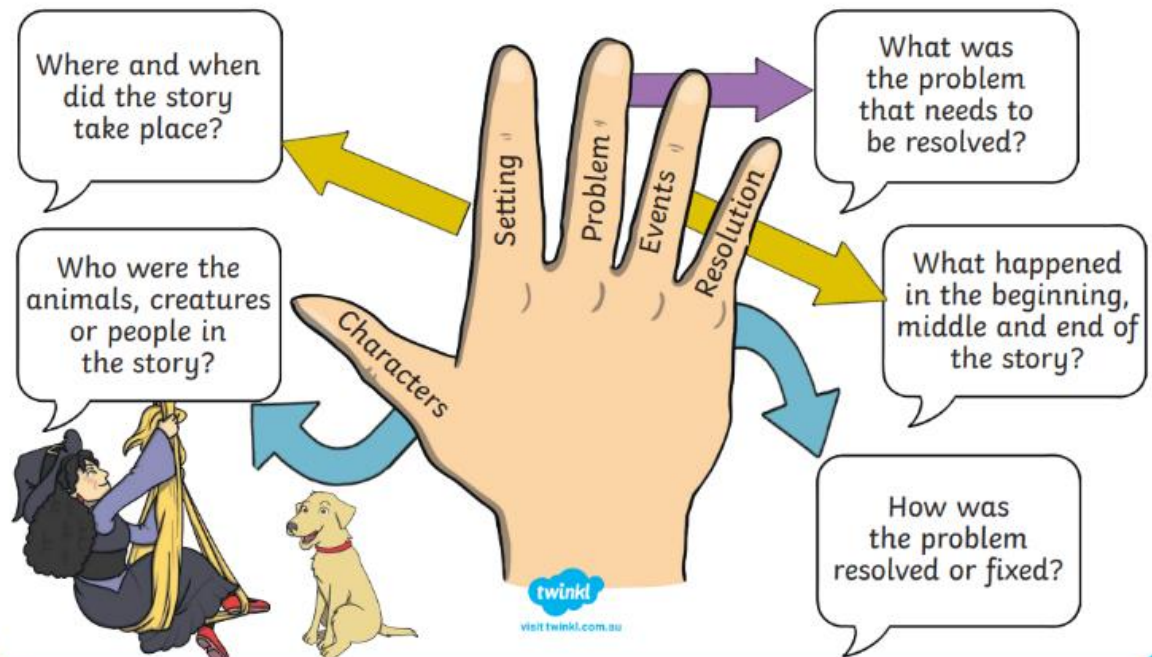 Where and when
did the story
take place?
Who were the
animals, creatures
or people in
the story?
Characters
Setting
Problem
Events
Resolution
What was
the problem
that needs to
be resolved?
What happened
in the beginning,
middle and end of
the story?
How was
the problem
resolved or fixed?
twinkl
visit twinkl.com.au